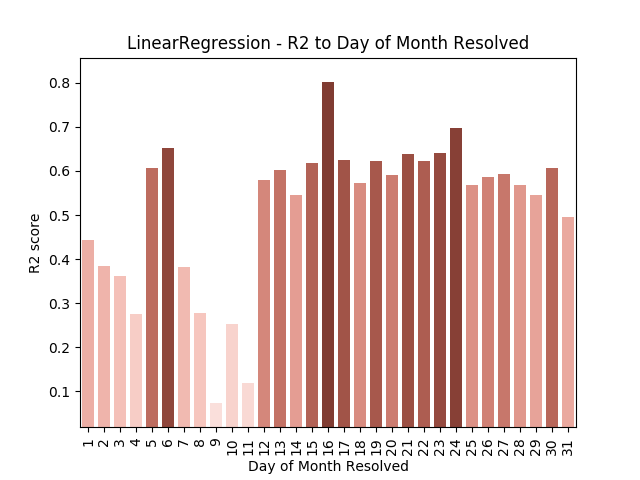 LinearRegression - R2 to Day of Month Resolved
R2 score
0.8
0.7
0.6
0.5
0.4
0.3
0.2
0.1
1 2 3 4 5 6 7 8 9 10 11 12 13 14 15 16 17 18 19 20 21 22 23 24 25 26 27 28 29 30 31
Day of Month Resolved